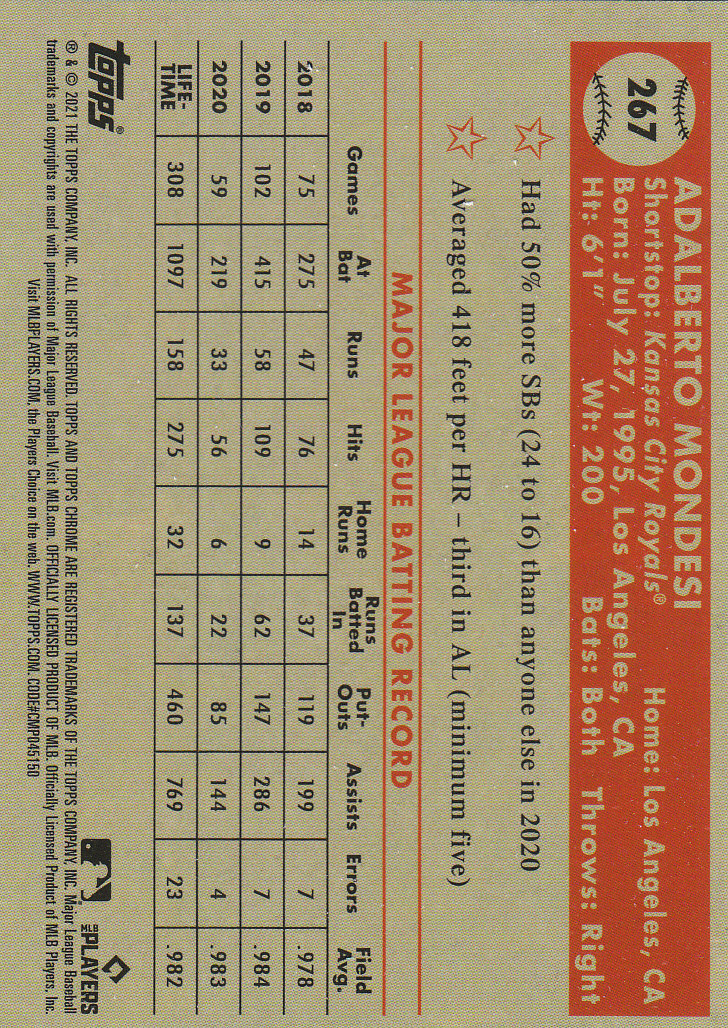 267
ADALBERTO MONDESI
Shortstop: Kansas City Royals® Home: Los Angeles, CA
Born: July 27, 1995, Los Angeles, CA
Ht: 6'1" Wt: 200 Bats: Both Throws: Right
Had 50% more SBs (24 to 16) than anyone else in 2020
Averaged 418 feet per HR – third in AL (minimum five)
MAJOR LEAGUE BATTING RECORD
Games At Bat Runs Hits Home Runs Runs Batted In Put-Outs Assists Errors Field Avg.
2018 75 275 47 76 14 37 119 199 7 .978
2019 102 415 58 109 9 62 147 286 7 .984
2020 59 219 33 56 6 22 85 144 4 .983
LIFE-TIME 308 1097 158 275 32 137 460 769 23 .982
topps®
MLB PLAYERS
® & © 2021 THE TOPPS COMPANY, INC. ALL RIGHTS RESERVED. TOPPS AND TOPPS CHROME ARE REGISTERED TRADEMARKS OF THE TOPPS COMPANY, INC. Major League Baseball
trademarks and copyrights are used with permission of Major League Baseball. Visit MLB.com. OFFICIALLY LICENSED PRODUCT OF MLB. Officially Licensed Product of MLB Players, Inc.
Visit MLBPLAYERS.COM, the Players Choice on the web. WWW.TOPPS.COM. CODE#CMPD45150